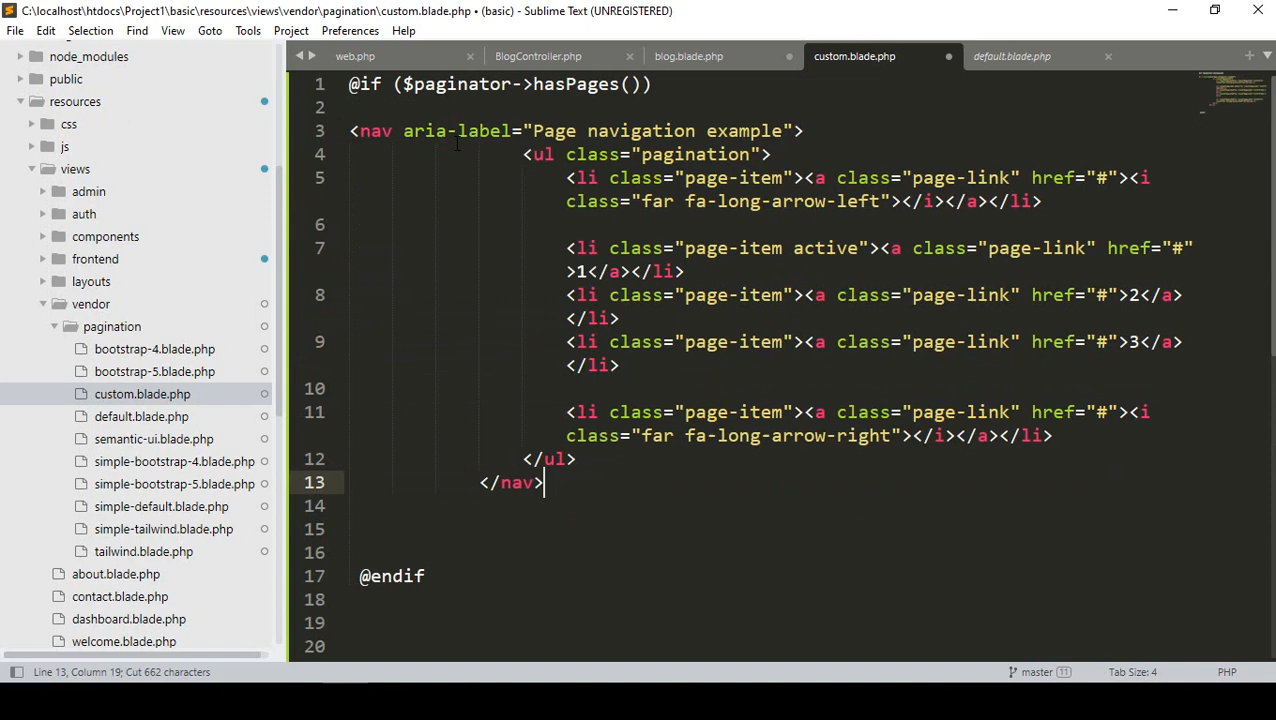 C:\localhost\htdocs\Project1\basic\resources\views\vendor\pagination\custom.blade.php • (basic) - Sublime Text (UNREGISTERED)
File Edit Selection Find View Goto Tools Project Preferences Help
node_modules
public
resources
css
js
views
admin
auth
components
frontend
layouts
vendor
pagination
bootstrap-4.blade.php
bootstrap-5.blade.php
custom.blade.php
default.blade.php
semantic-ui.blade.php
simple-bootstrap-4.blade.php
simple-bootstrap-5.blade.php
simple-default.blade.php
simple-tailwind.blade.php
tailwind.blade.php
about.blade.php
contact.blade.php
dashboard.blade.php
welcome.blade.php
web.php BlogController.php blog.blade.php custom.blade.php default.blade.php
1 @if ($paginator->hasPages())
2
3 <nav aria-label="Page navigation example">
4 <ul class="pagination">
5 <li class="page-item"><a class="page-link" href="#"><i
class="far fa-long-arrow-left"></i></a></li>
6
7 <li class="page-item active"><a class="page-link" href="#"
>1</a></li>
8 <li class="page-item"><a class="page-link" href="#">2</a>
</li>
9 <li class="page-item"><a class="page-link" href="#">3</a>
</li>
10
11 <li class="page-item"><a class="page-link" href="#"><i
class="far fa-long-arrow-right"></i></a></li>
12 </ul>
13 </nav>
14
15
16
17 @endif
18
19
20
Line 13, Column 19; Cut 662 characters master 11 Tab Size: 4 PHP